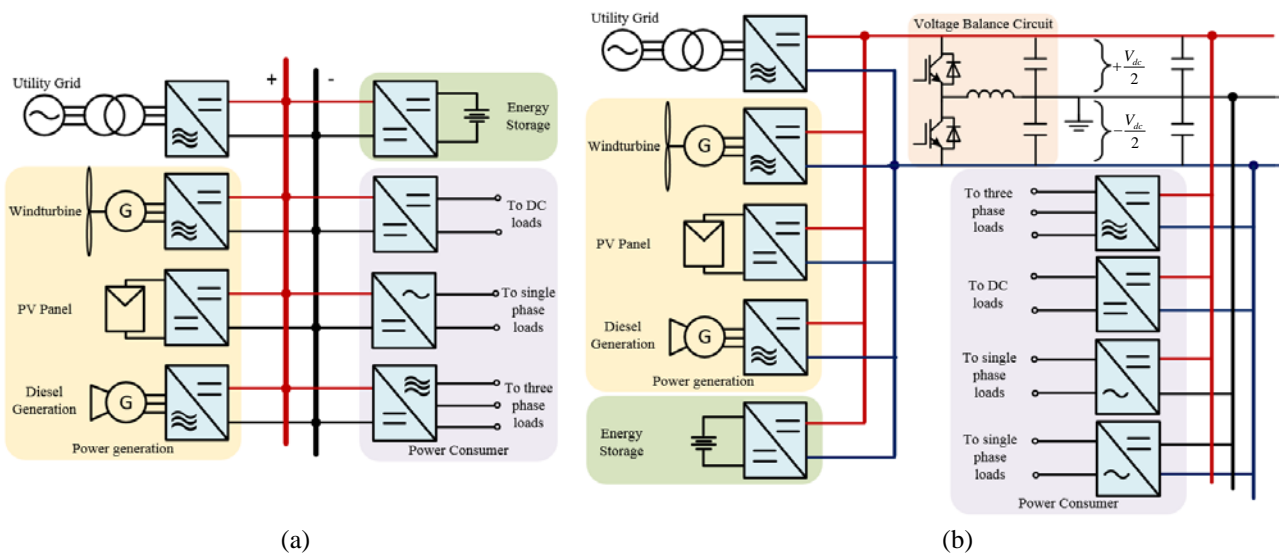 Utility Grid
+
-
Energy
Storage
Windturbine
G
To DC
loads
PV Panel
To single
phase
loads
Diesel
Generation
G
To three
phase
loads
Power generation
Power Consumer
(a)
Utility Grid
Voltage Balance Circuit
+V_dc/2
-V_dc/2
Windturbine
G
PV Panel
Diesel
Generation
G
Power generation
Energy
Storage
To three
phase
loads
To DC
loads
To single
phase
loads
To single
phase
loads
Power Consumer
(b)